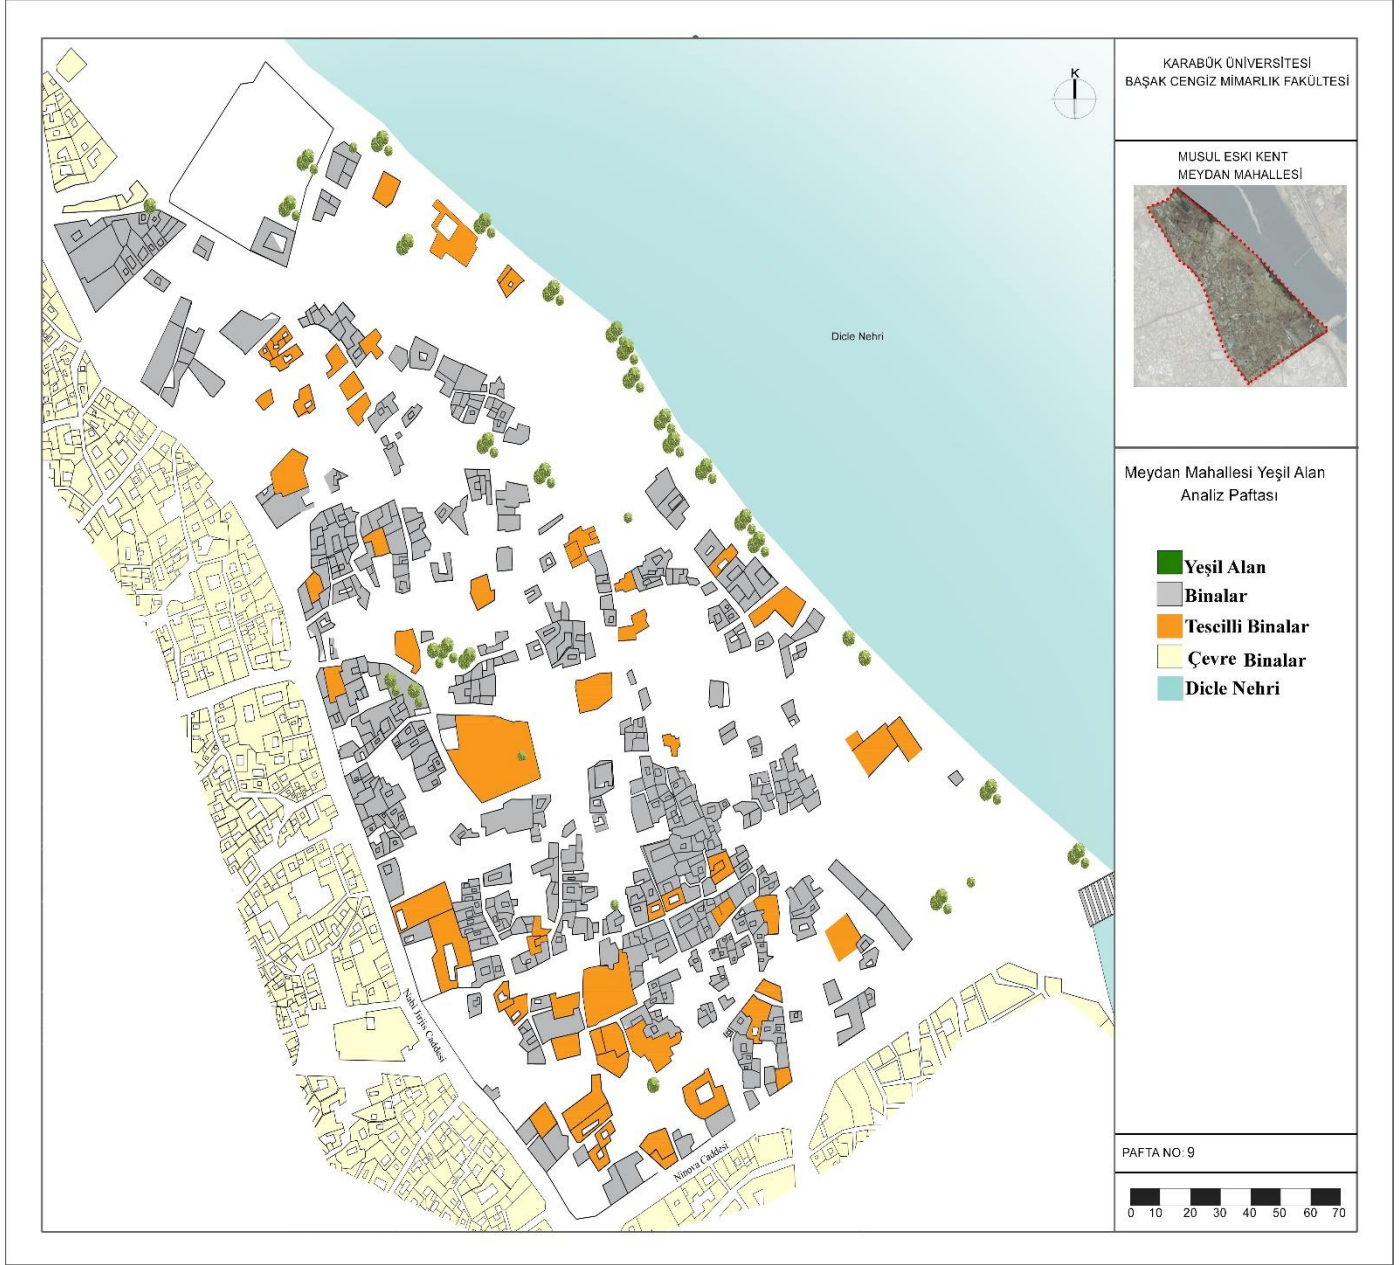 KARABÜK ÜNİVERSİTESİ
BAŞAK CENGİZ MİMARLIK FAKÜLTESİ
MUSUL ESKI KENT
MEYDAN MAHALLESİ
Meydan Mahallesi Yeşil Alan
Analiz Paftası
Yeşil Alan
Binalar
Tescilli Binalar
Çevre Binalar
Dicle Nehri
PAFTA NO: 9
0 10 20 30 40 50 60 70
K
Dicle Nehri
Nabi Jirjis Caddesi
Ninova Caddesi